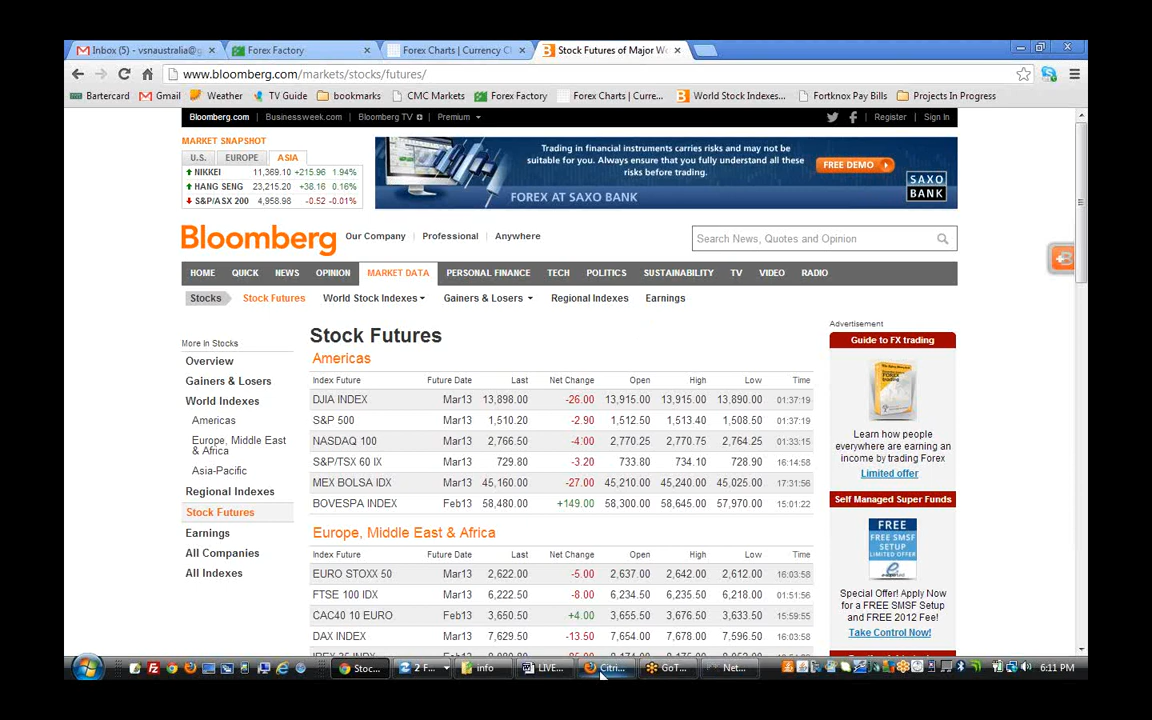 Inbox (5) - vsnaustralia@g
Forex Factory
Forex Charts | Currency C
Stock Futures of Major W
www.bloomberg.com/markets/stocks/futures/
Bartercard Gmail Weather TV Guide bookmarks CMC Markets Forex Factory Forex Charts | Curre... World Stock Indexes... Fortknox Pay Bills Projects In Progress
Bloomberg.com Businessweek.com Bloomberg TV Premium Register Sign In
MARKET SNAPSHOT
U.S. EUROPE ASIA
NIKKEI 11,369.10 +215.96 1.94%
HANG SENG 23,215.20 +38.16 0.16%
S&P/ASX 200 4,958.98 -0.52 -0.01%
Trading in financial instruments carries risks and may not be
suitable for you. Always ensure that you fully understand all these
risks before trading.
FREE DEMO
FOREX AT SAXO BANK
SAXO
BANK
Bloomberg
Our Company Professional Anywhere
Search News, Quotes and Opinion
HOME QUICK NEWS OPINION MARKET DATA PERSONAL FINANCE TECH POLITICS SUSTAINABILITY TV VIDEO RADIO
Stocks Stock Futures World Stock Indexes Gainers & Losers Regional Indexes Earnings
More In Stocks
Overview
Gainers & Losers
World Indexes
Americas
Europe, Middle East
& Africa
Asia-Pacific
Regional Indexes
Stock Futures
Earnings
All Companies
All Indexes
Stock Futures
Americas
Index Future Future Date Last Net Change Open High Low Time
DJIA INDEX Mar13 13,898.00 -26.00 13,915.00 13,915.00 13,890.00 01:37:19
S&P 500 Mar13 1,510.20 -2.90 1,512.50 1,513.40 1,508.50 01:37:19
NASDAQ 100 Mar13 2,766.50 -4.00 2,770.25 2,770.75 2,764.25 01:33:15
S&P/TSX 60 IX Mar13 729.80 -3.20 733.80 734.10 728.90 16:14:58
MEX BOLSA IDX Mar13 45,160.00 -27.00 45,210.00 45,240.00 45,025.00 17:31:56
BOVESPA INDEX Feb13 58,480.00 +149.00 58,300.00 58,645.00 57,970.00 15:01:22
Europe, Middle East & Africa
Index Future Future Date Last Net Change Open High Low Time
EURO STOXX 50 Mar13 2,622.00 -5.00 2,637.00 2,642.00 2,612.00 16:03:58
FTSE 100 IDX Mar13 6,222.50 -8.00 6,234.50 6,235.50 6,218.00 01:51:56
CAC40 10 EURO Feb13 3,650.50 +4.00 3,655.50 3,676.50 3,633.50 15:59:55
DAX INDEX Mar13 7,629.50 -13.50 7,654.00 7,678.00 7,596.50 16:03:58
Advertisement
Guide to FX trading
Learn how people
everywhere are earning an
income by trading Forex
Limited offer
Self Managed Super Funds
FREE
FREE SMSF
SETUP
LIMITED OFFER
Special Offer! Apply Now
for a FREE SMSF Setup
and FREE 2012 Fee!
Take Control Now!
Stoc... 2 F... info LIVE... Citri... GoT... Net... 6:11 PM